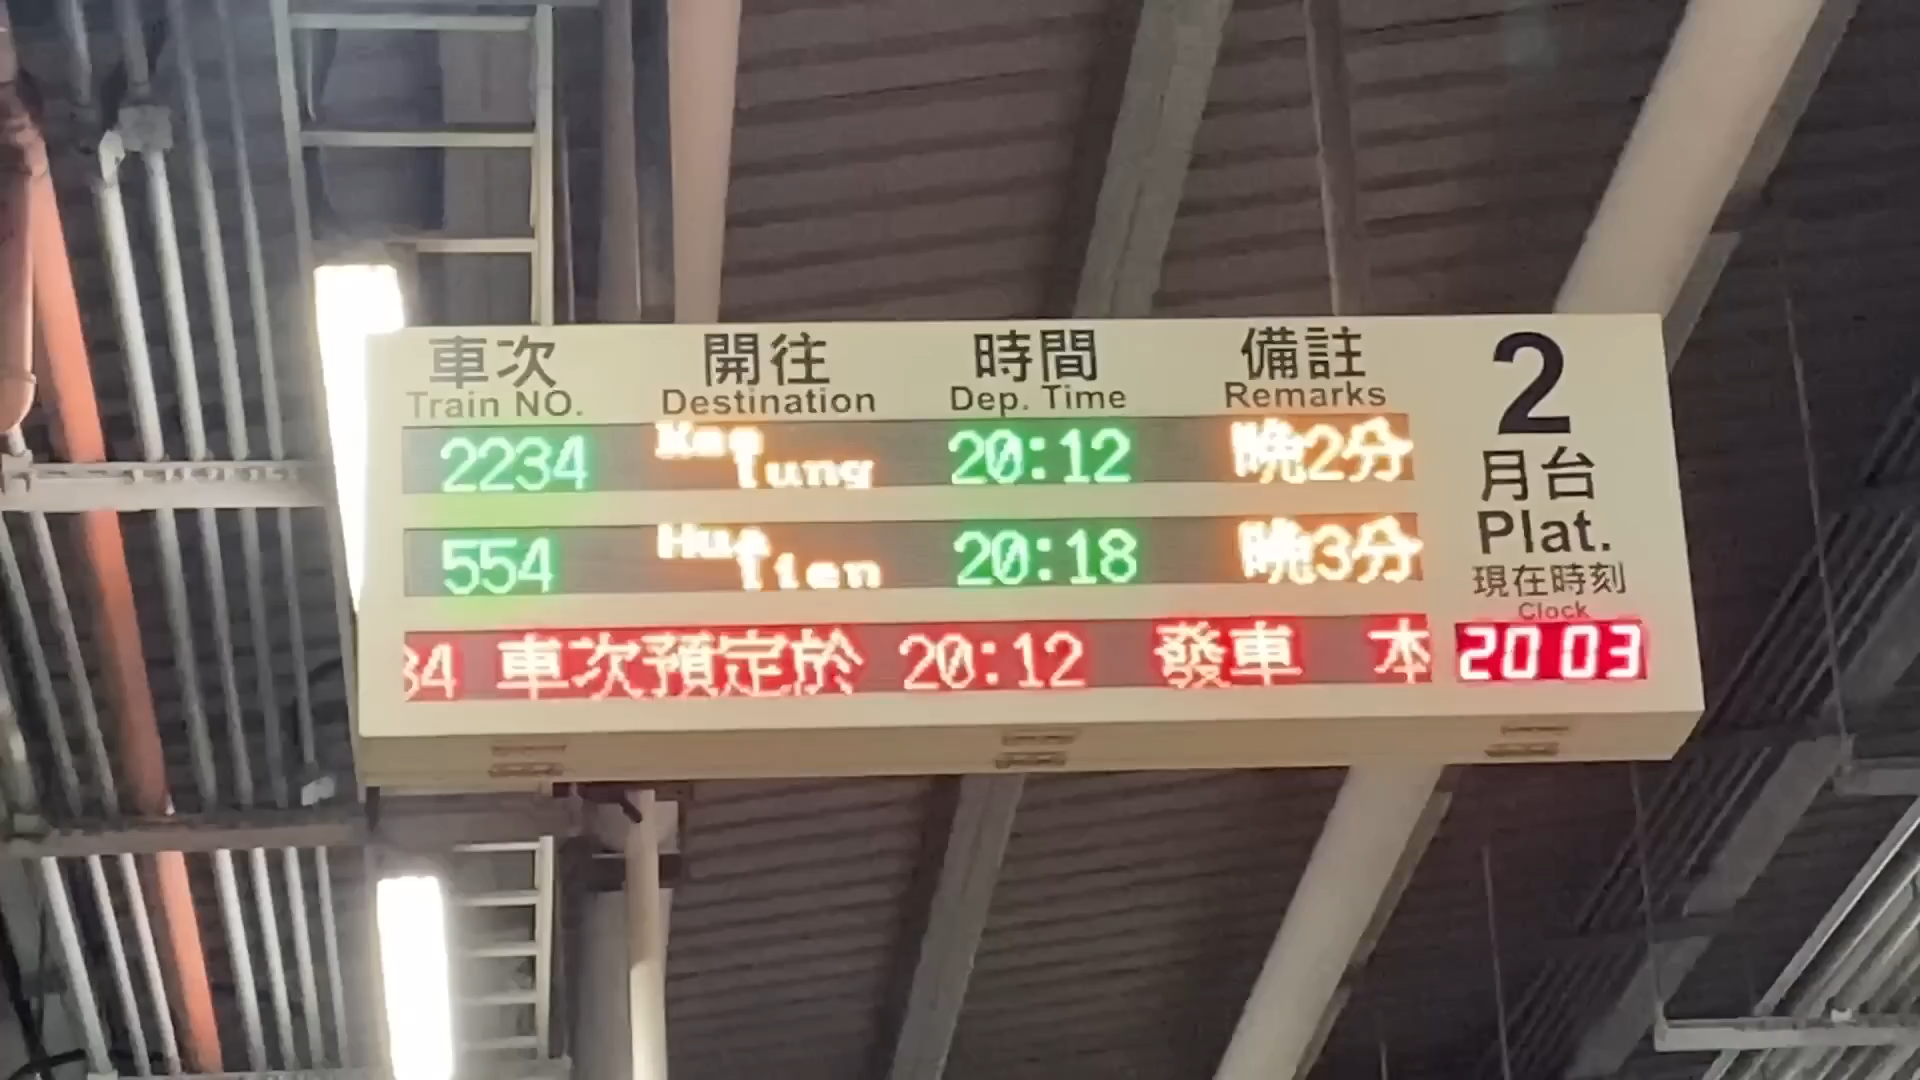 車次 開往 時間 備註 2
Train NO. Destination Dep. Time Remarks
月台
2234 Kee lung 20:12 晚2分
Plat.
554 Hua lien 20:18 晚3分
現在時刻
Clock
34 車次預定於 20:12 發車 本 20 03